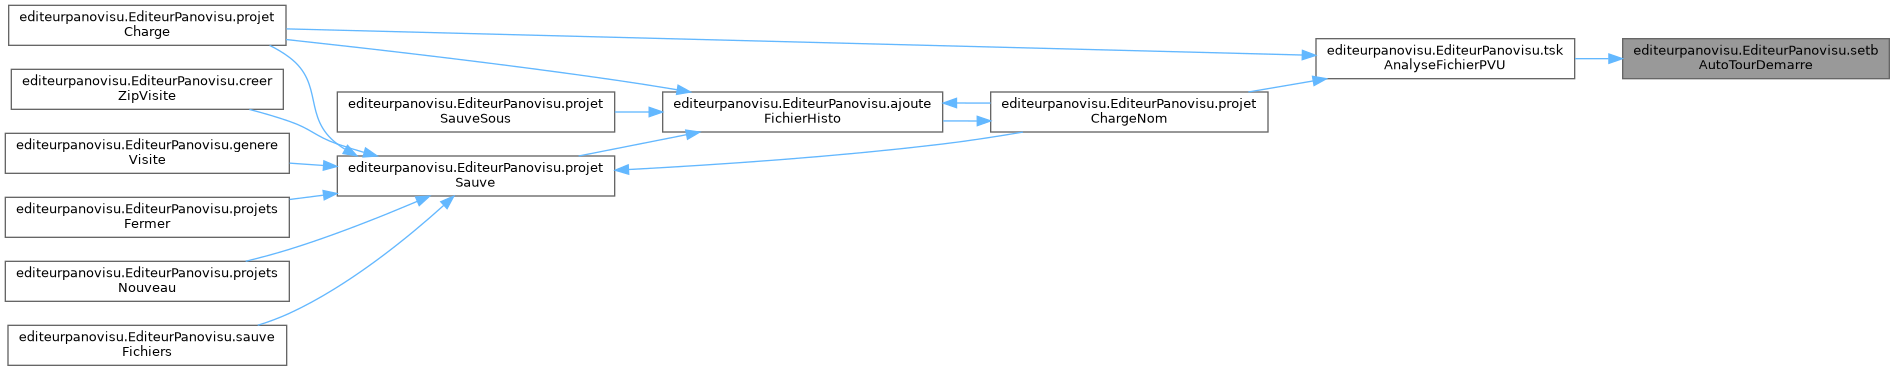 editeurpanovisu.EditeurPanovisu.projet
Charge
editeurpanovisu.EditeurPanovisu.creer
ZipVisite
editeurpanovisu.EditeurPanovisu.genere
Visite
editeurpanovisu.EditeurPanovisu.projets
Fermer
editeurpanovisu.EditeurPanovisu.projets
Nouveau
editeurpanovisu.EditeurPanovisu.sauve
Fichiers
editeurpanovisu.EditeurPanovisu.projet
SauveSous
editeurpanovisu.EditeurPanovisu.projet
Sauve
editeurpanovisu.EditeurPanovisu.ajoute
FichierHisto
editeurpanovisu.EditeurPanovisu.projet
ChargeNom
editeurpanovisu.EditeurPanovisu.tsk
AnalyseFichierPVU
editeurpanovisu.EditeurPanovisu.setb
AutoTourDemarre